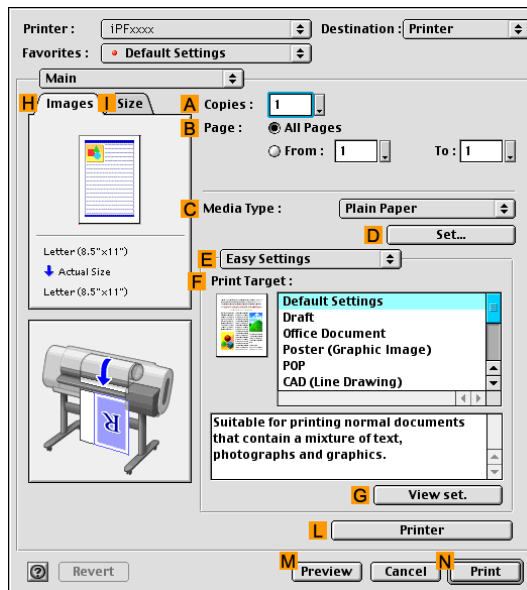 Printer : iPFxxxx Destination : Printer
Favorites : Default Settings
Main
H Images I Size
A Copies : 1
B Page : All Pages
From : 1 To : 1
C Media Type : Plain Paper
D Set...
Letter (8.5"x11")
Actual Size
Letter (8.5"x11")
E Easy Settings
F Print Target :
Default Settings
Draft
Office Document
Poster (Graphic Image)
POP
CAD (Line Drawing)
R
Suitable for printing normal documents
that contain a mixture of text,
photographs and graphics.
G View set.
L Printer
? Revert M Preview Cancel N Print